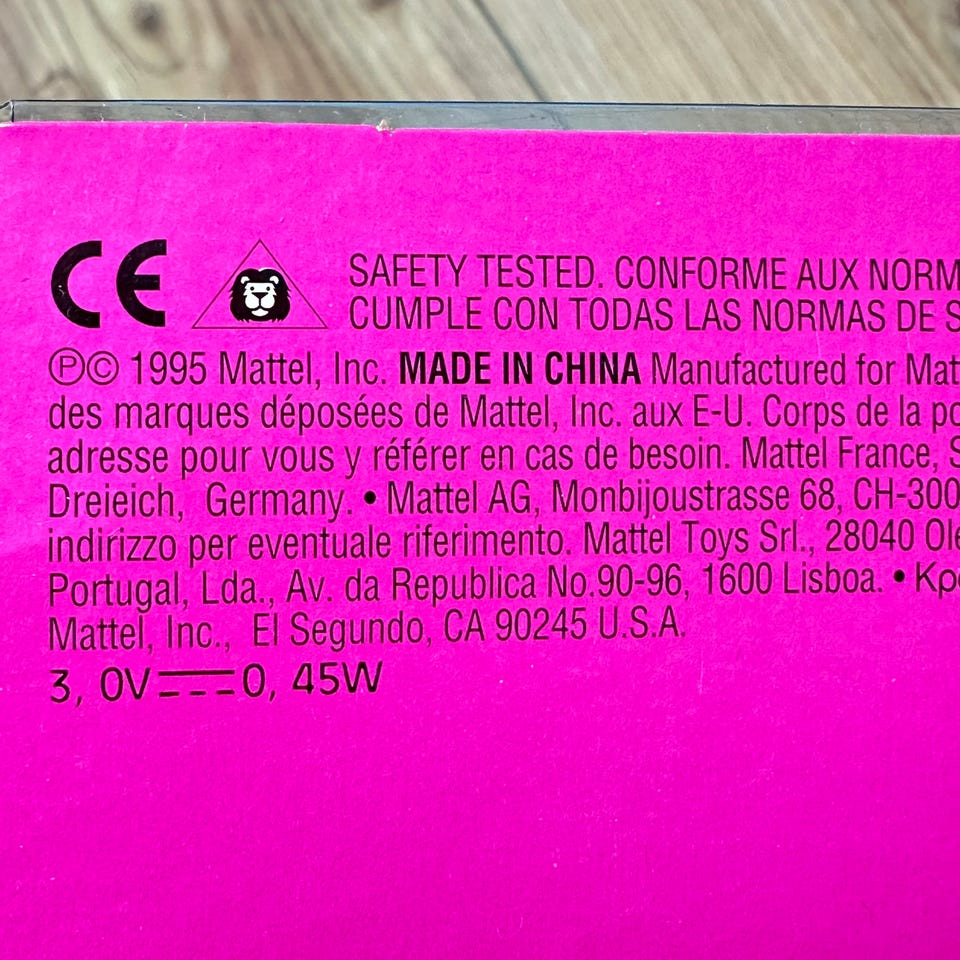 CE SAFETY TESTED. CONFORME AUX NORM
CUMPLE CON TODAS LAS NORMAS DE S
℗© 1995 Mattel, Inc. MADE IN CHINA Manufactured for Mat
des marques déposées de Mattel, Inc. aux E-U. Corps de la po
adresse pour vous y référer en cas de besoin. Mattel France, S
Dreieich, Germany. • Mattel AG, Monbijoustrasse 68, CH-300
indirizzo per eventuale riferimento. Mattel Toys Srl., 28040 Ole
Portugal, Lda., Av. da Republica No.90-96, 1600 Lisboa. • Κρα
Mattel, Inc., El Segundo, CA 90245 U.S.A.
3, 0V⎓0, 45W